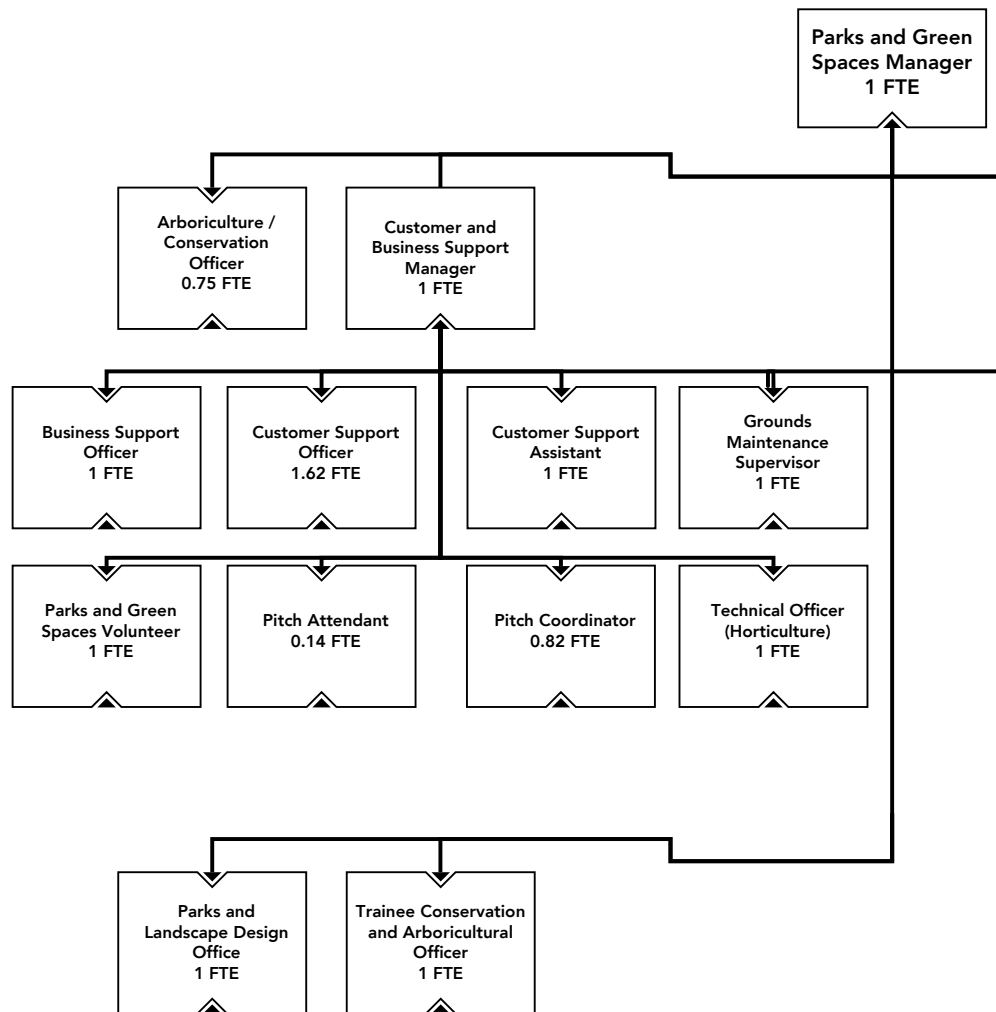 Parks and Green
Spaces Manager
1 FTE
Arboriculture /
Conservation
Officer
0.75 FTE
Customer and
Business Support
Manager
1 FTE
Business Support
Officer
1 FTE
Customer Support
Officer
1.62 FTE
Customer Support
Assistant
1 FTE
Grounds
Maintenance
Supervisor
1 FTE
Parks and Green
Spaces Volunteer
1 FTE
Pitch Attendant
0.14 FTE
Pitch Coordinator
0.82 FTE
Technical Officer
(Horticulture)
1 FTE
Parks and
Landscape Design
Office
1 FTE
Trainee Conservation
and Arboricultural
Officer
1 FTE